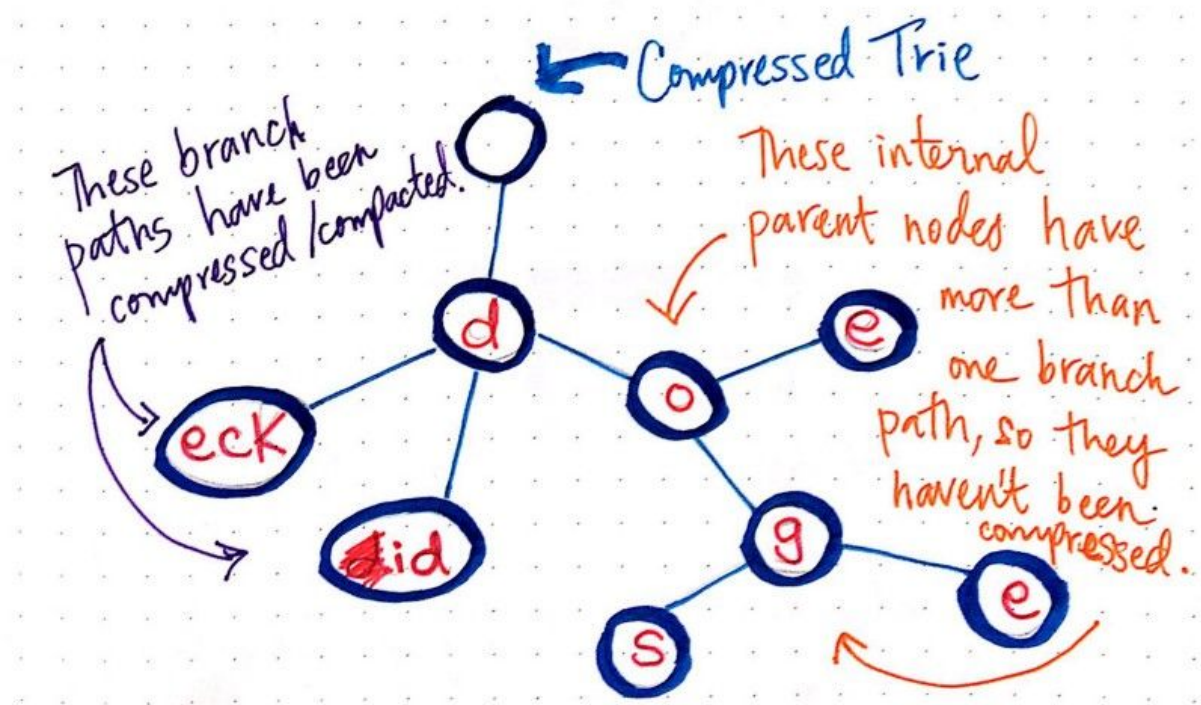 Compressed Trie
These branch
paths have been
compressed/compacted.
These internal
parent nodes have
more than
one branch
path, so they
haven't been
compressed.
d
e
o
eck
id
g
e
s